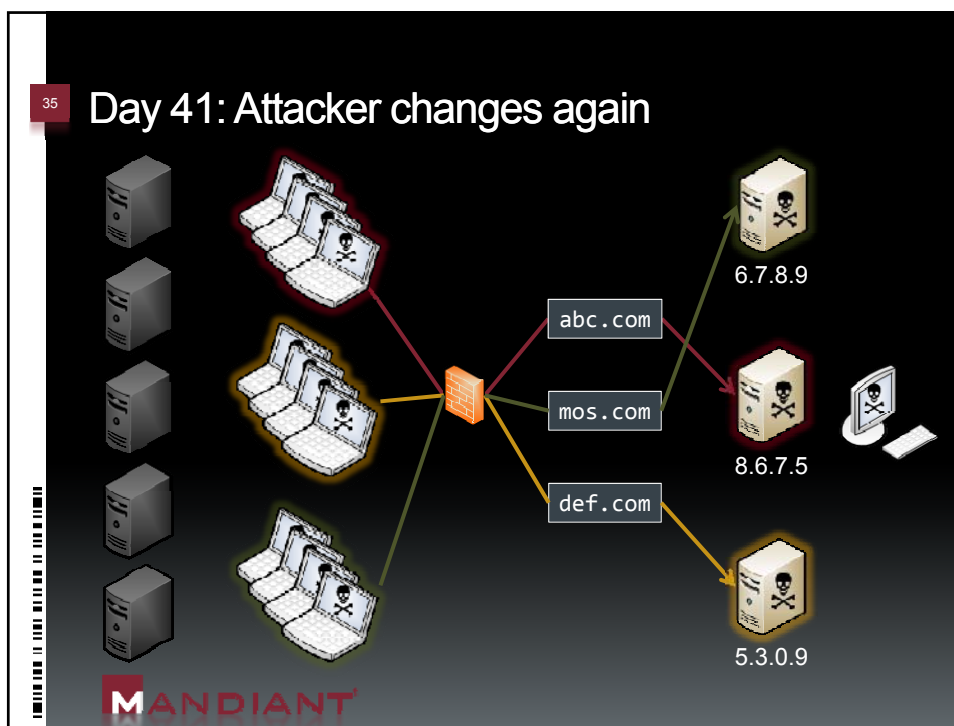 35
Day 41: Attacker changes again
6.7.8.9
abc.com
mos.com
8.6.7.5
def.com
5.3.0.9
MANDIANT